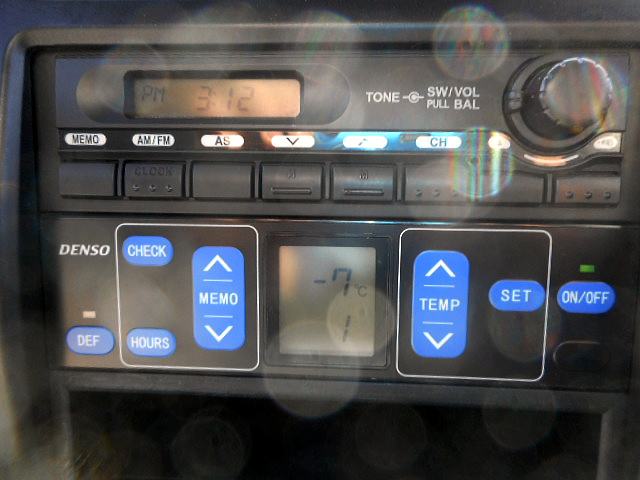 PM 3:12
TONE SW/VOL
PULL BAL
MEMO AM/FM AS CH
CLOCK
DENSO CHECK
MEMO
HOURS
DEF
-7°C
TEMP
SET
ON/OFF